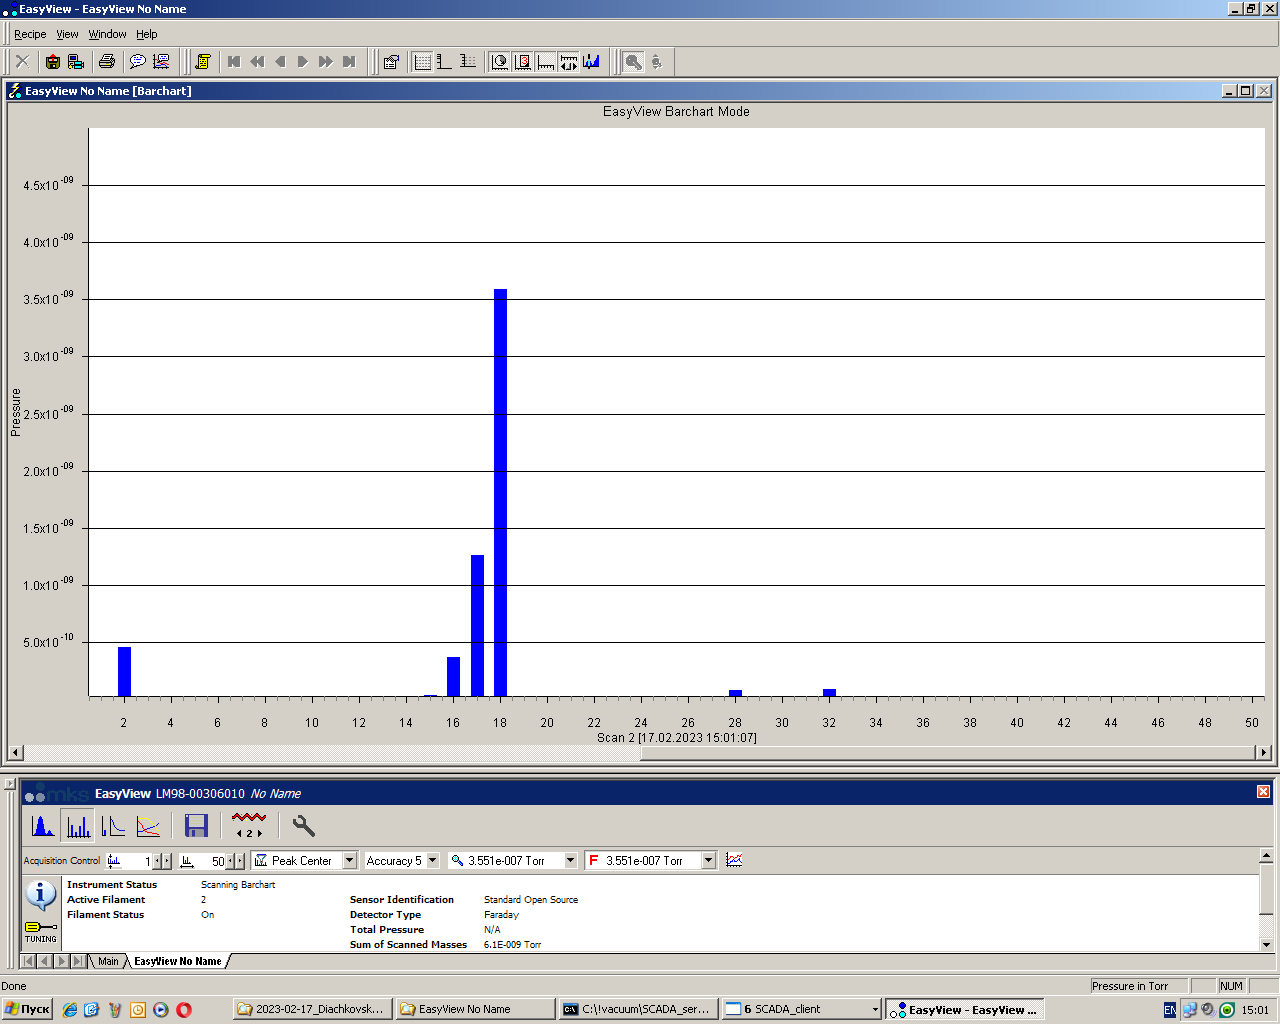 EasyView - EasyView No Name
Recipe View Window Help
EasyView No Name [Barchart]
EasyView Barchart Mode
4.5x10 -09
4.0x10 -09
3.5x10 -09
3.0x10 -09
2.5x10 -09
2.0x10 -09
1.5x10 -09
1.0x10 -09
5.0x10 -10
Pressure
2 4 6 8 10 12 14 16 18 20 22 24 26 28 30 32 34 36 38 40 42 44 46 48 50
Scan 2 [17.02.2023 15:01:07]
mks EasyView LM98-00306010 No Name
2
Acquisition Control 1 50 Peak Center Accuracy 5 3.551e-007 Torr F 3.551e-007 Torr
Instrument Status Scanning Barchart
Active Filament 2 Sensor Identification Standard Open Source
Filament Status On Detector Type Faraday
Total Pressure N/A
Sum of Scanned Masses 6.1E-009 Torr
TUNING
Main EasyView No Name
Done Pressure in Torr NUM
Пуск 2023-02-17_Diachkovsk... EasyView No Name C:\!vacuum\SCADA_ser... 6 SCADA_client EasyView - EasyView ... EN 15:01